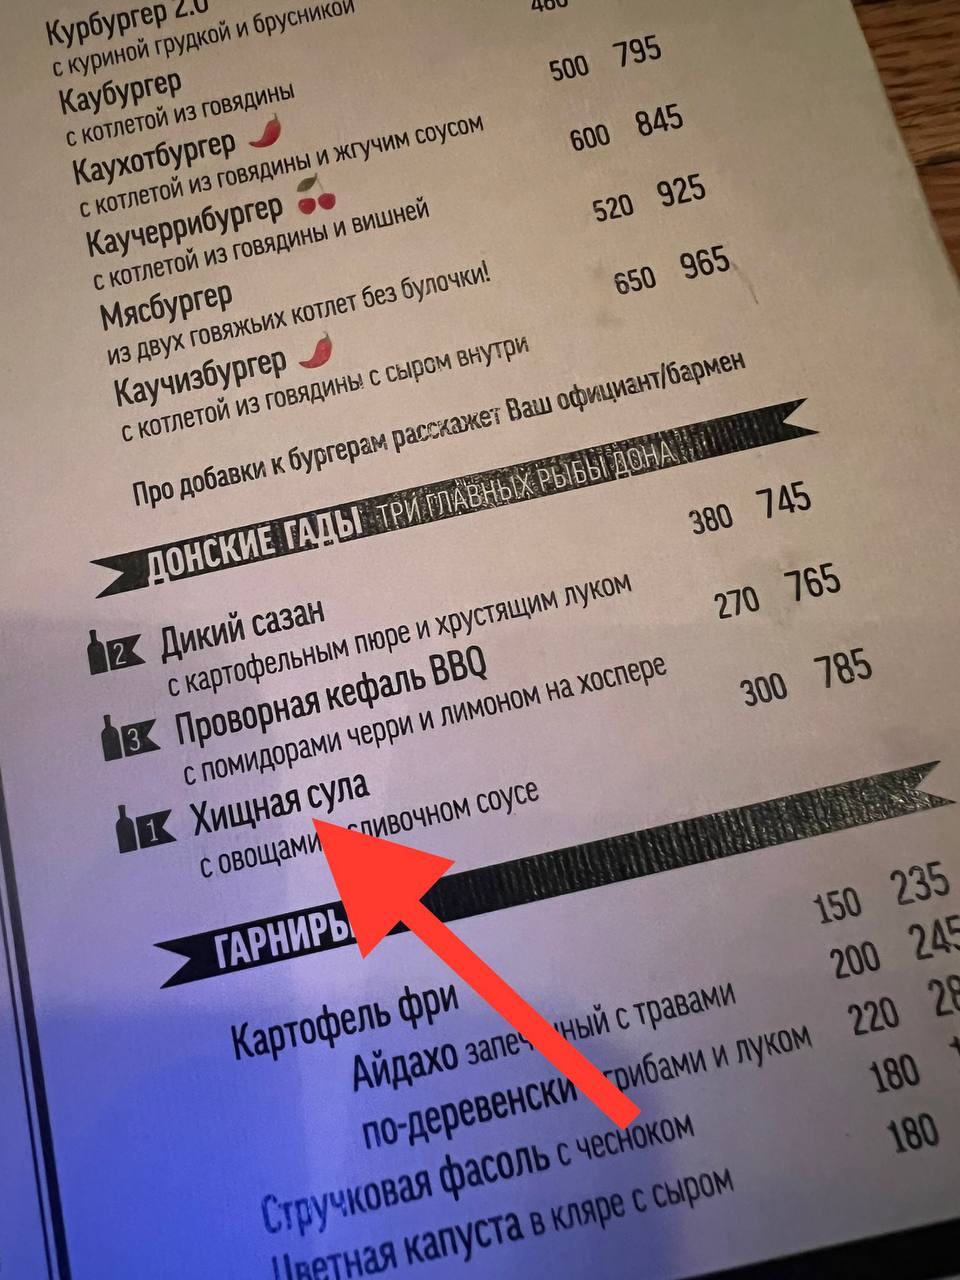 Курбургер 2.0
с куриной грудкой и брусникой
Каубургер 500 795
с котлетой из говядины
Каухотбургер 600 845
с котлетой из говядины и жгучим соусом
Каучеррибургер 520 925
с котлетой из говядины и вишней
Мясбургер 650 965
из двух говяжьих котлет без булочки!
Каучизбургер
с котлетой из говядины с сыром внутри
Про добавки к бургерам расскажет Ваш официант/бармен
ДОНСКИЕ ГАДЫ ТРИ ГЛАВНЫХ РЫБЫ ДОНА
2 Дикий сазан 380 745
с картофельным пюре и хрустящим луком
3 Проворная кефаль BBQ 270 765
с помидорами черри и лимоном на хоспере
1 Хищная сула 300 785
с овощами сливочном соусе
ГАРНИРЫ
Картофель фри 150 235
Айдахо запеченный с травами 200 245
по-деревенски грибами и луком 220
Стручковая фасоль с чесноком 180
Цветная капуста в кляре с сыром 180